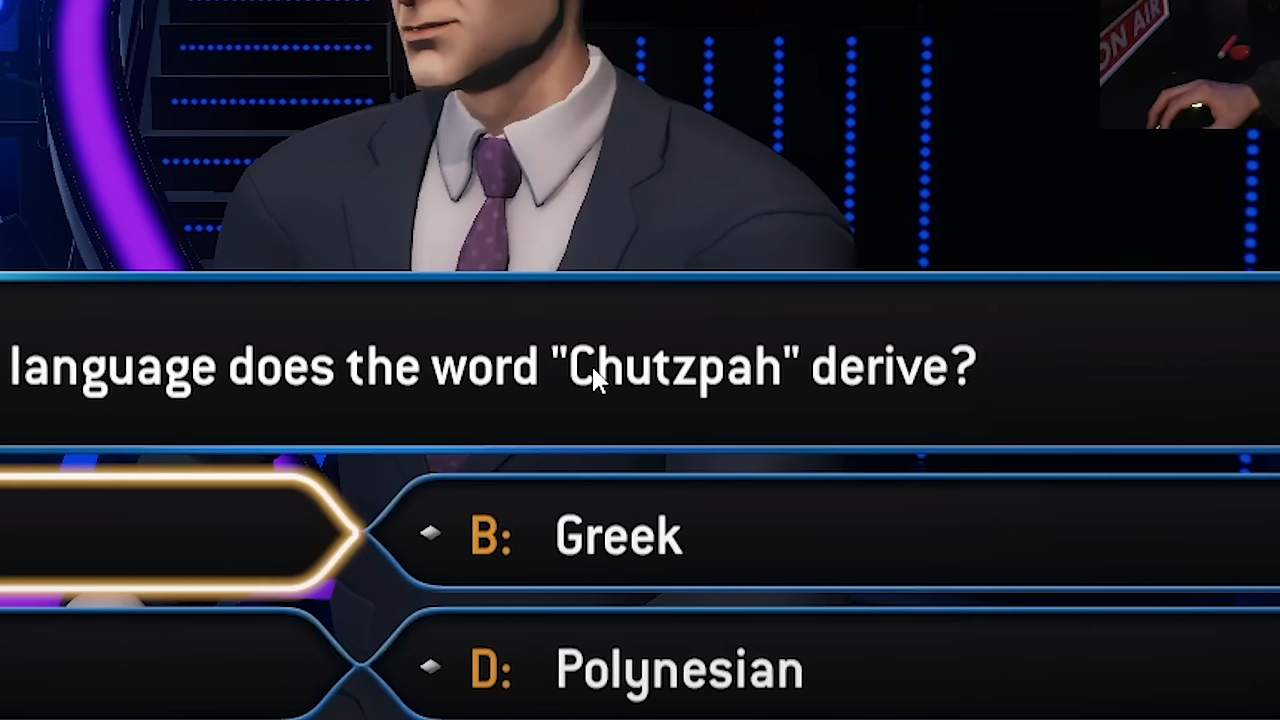 ON AIR
language does the word "Chutzpah" derive?
B: Greek
D: Polynesian